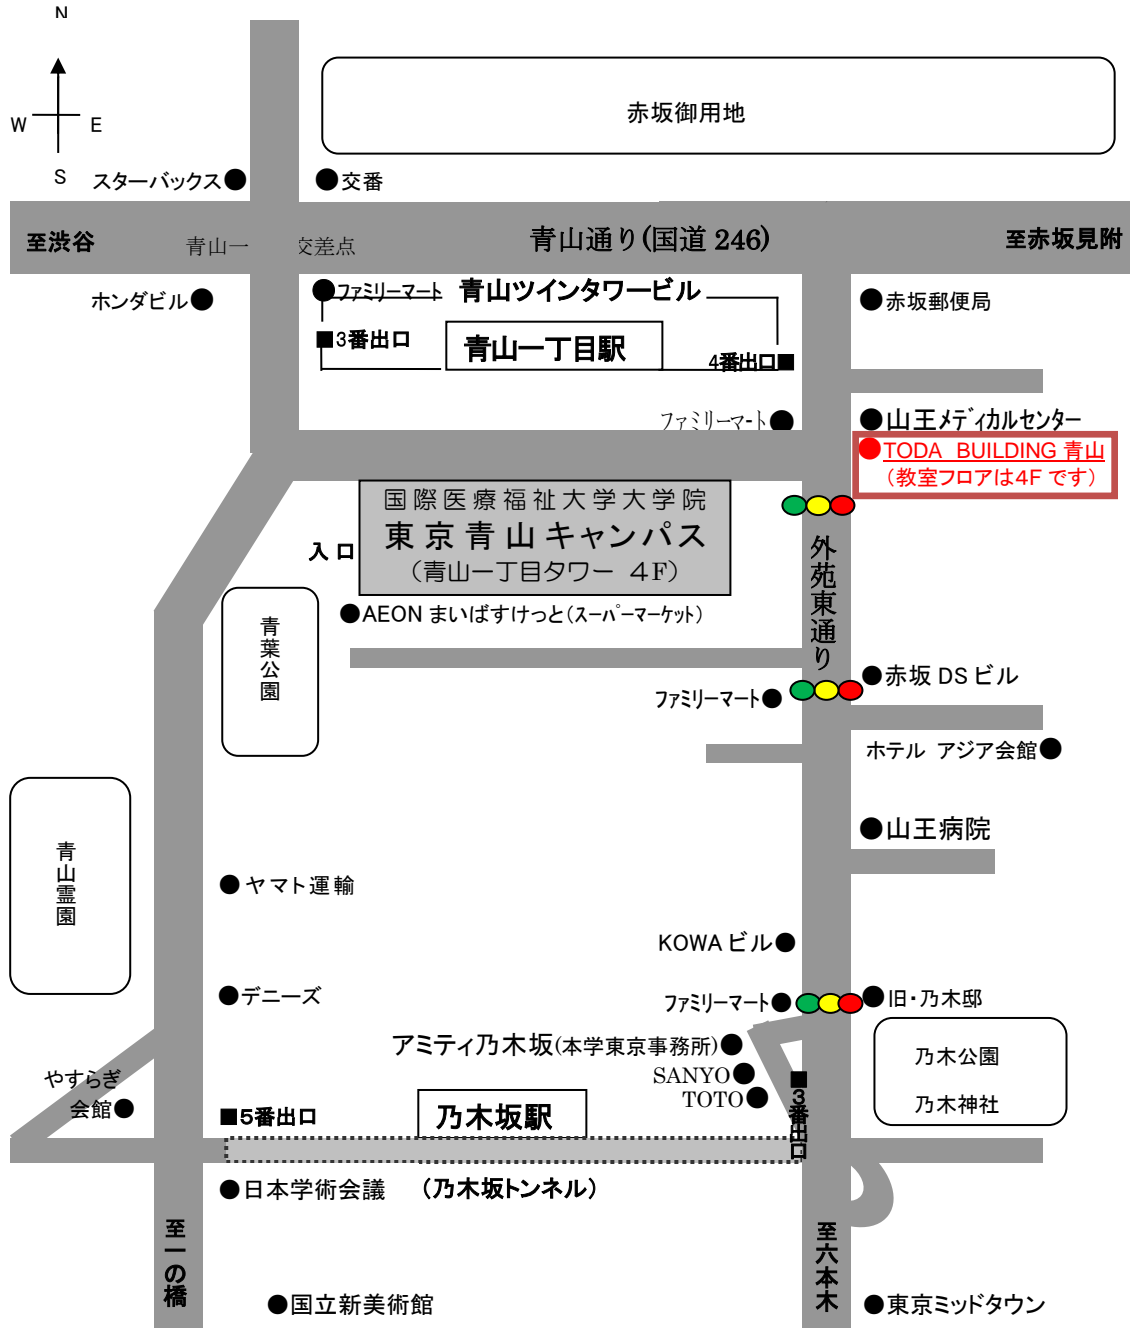 N
W
E
S
赤坂御用地
スターバックス
交番
至渋谷
青山一
交差点
青山通り(国道 246)
至赤坂見附
ホンダビル
ファミリーマート
青山ツインタワービル
赤坂郵便局
■3番出口
青山一丁目駅
4番出口■
ファミリーマート
山王メディカルセンター
TODA BUILDING 青山
（教室フロアは4F です）
国際医療福祉大学大学院
東京青山キャンパス
（青山一丁目タワー 4F）
入口
外苑東通り
AEON まいばすけっと（スーパーマーケット）
青葉公園
赤坂 DS ビル
ファミリーマート
ホテル アジア会館
山王病院
青山霊園
ヤマト運輸
KOWA ビル
デニーズ
ファミリーマート
旧・乃木邸
アミティ乃木坂(本学東京事務所)
SANYO
TOTO
乃木公園
乃木神社
やすらぎ
会館
■5番出口
乃木坂駅
■3番出口
日本学術会議
（乃木坂トンネル）
至一の橋
至六本木
国立新美術館
東京ミッドタウン